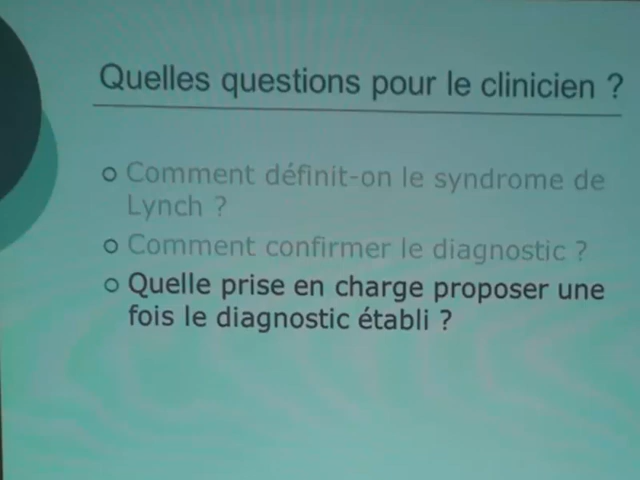 Quelles questions pour le clinicien ?
Comment définit-on le syndrome de
Lynch ?
Comment confirmer le diagnostic ?
Quelle prise en charge proposer une
fois le diagnostic établi ?